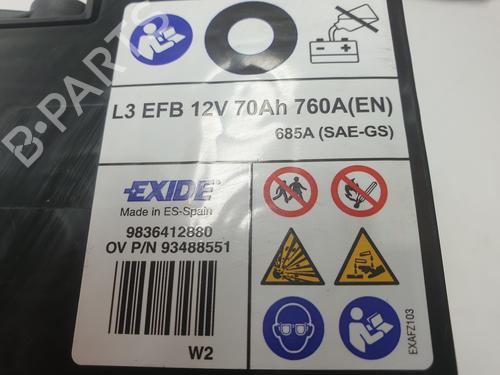 L3 EFB 12V 70Ah 760A(EN)
685A (SAE-GS)
EXIDE
Made in ES-Spain
9836412880
OV P/N 93488551
W2
EXAFZ103
B-PARTS